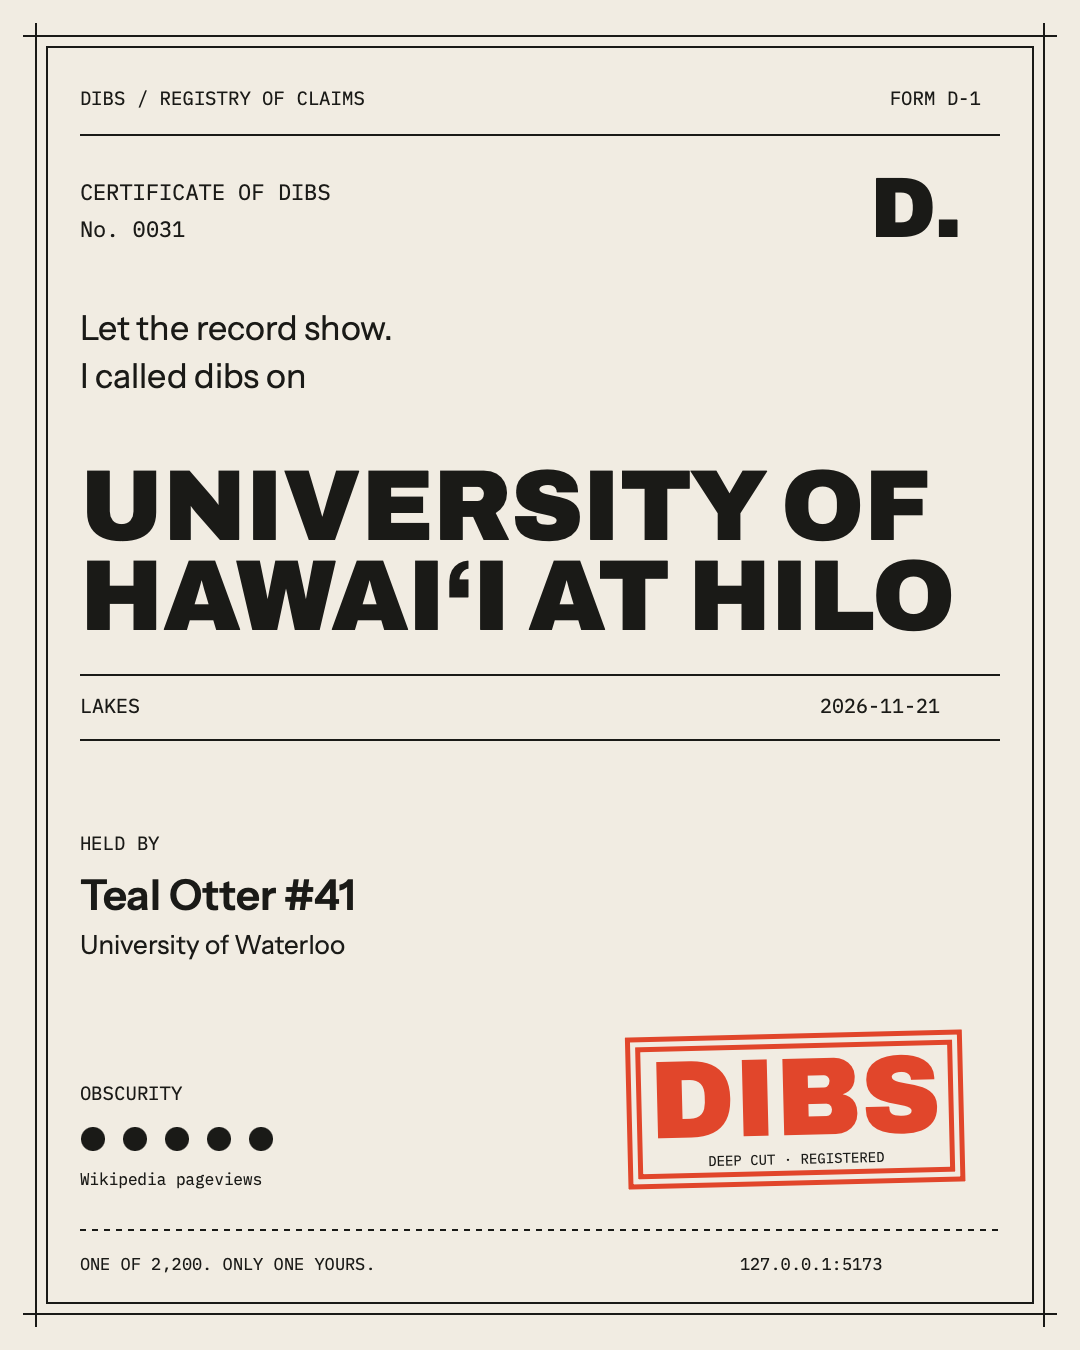 DIBS / REGISTRY OF CLAIMS
FORM D-1
CERTIFICATE OF DIBS
No. 0031
D.
Let the record show.
I called dibs on
UNIVERSITY OF
HAWAIʻI AT HILO
LAKES
2026-11-21
HELD BY
Teal Otter #41
University of Waterloo
OBSCURITY
Wikipedia pageviews
DIBS
DEEP CUT · REGISTERED
ONE OF 2,200. ONLY ONE YOURS.
127.0.0.1:5173